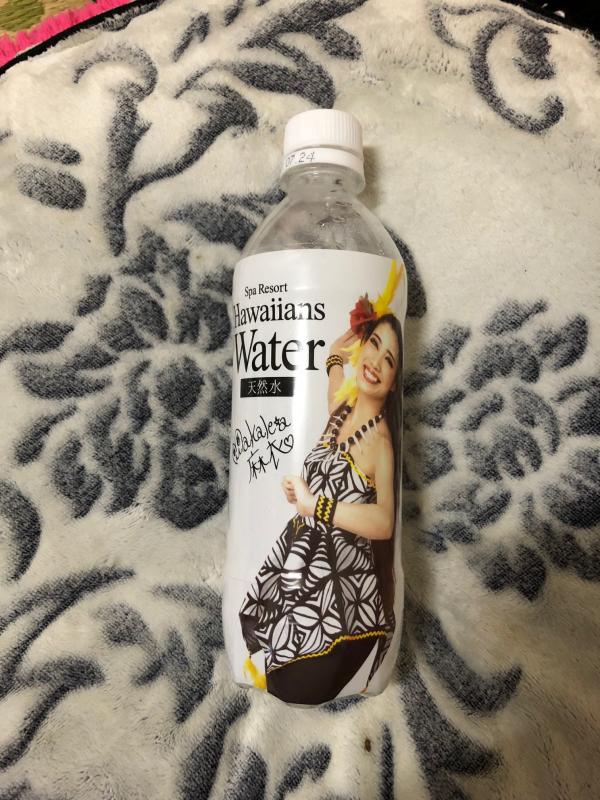 07.24
Spa Resort
Hawaiians
Water
天然水